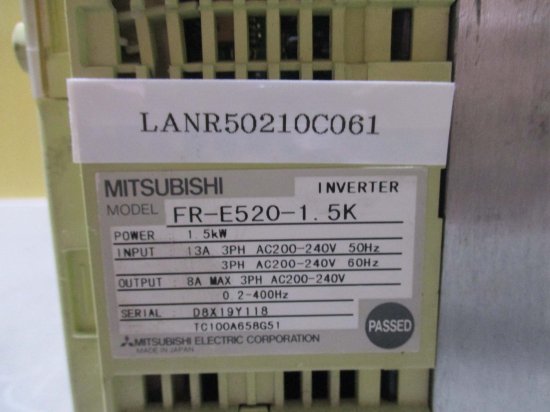 LANR50210C061
MITSUBISHI INVERTER
MODEL FR-E520-1.5K
POWER 1.5kW
INPUT 13A 3PH AC200-240V 50Hz
3PH AC200-240V 60Hz
OUTPUT 8A MAX 3PH AC200-240V
0.2-400Hz
SERIAL D8X19Y118
TC100A658G51
PASSED
MITSUBISHI ELECTRIC CORPORATION
MADE IN JAPAN